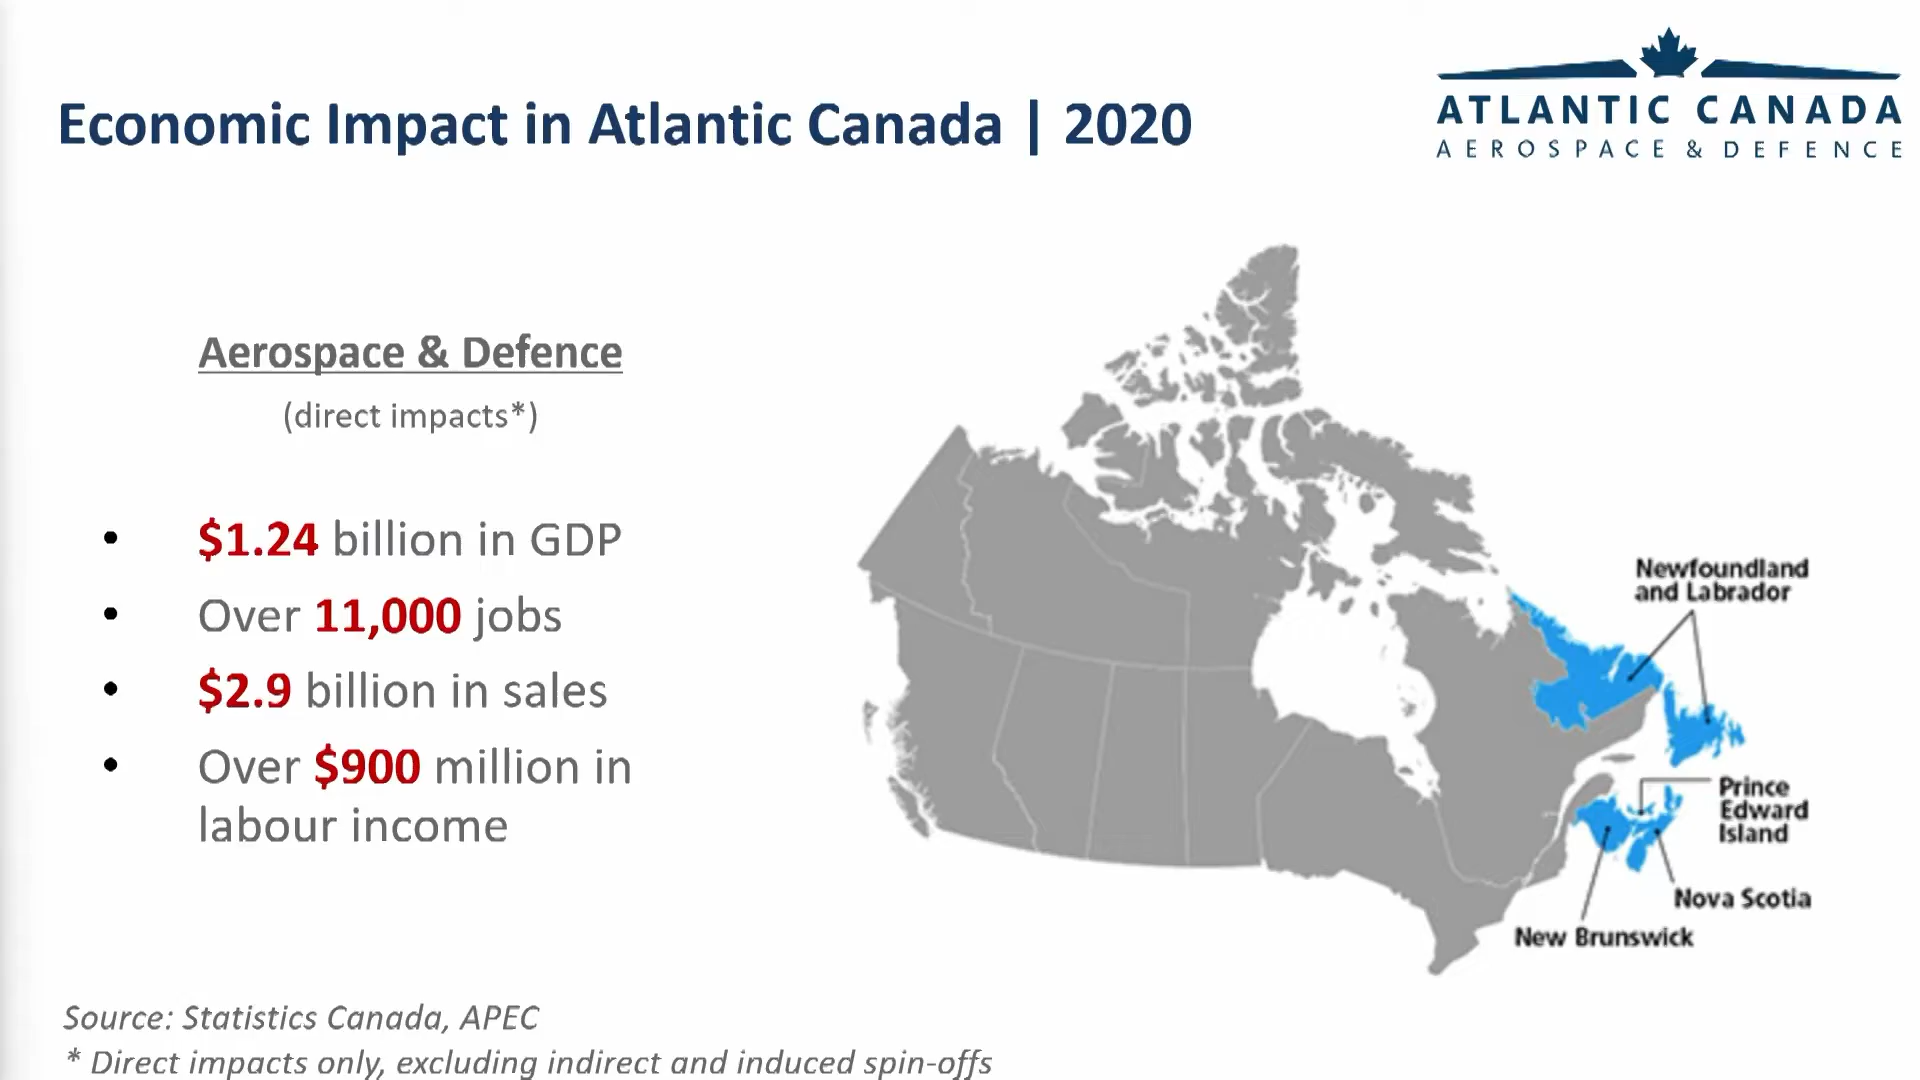 Economic Impact in Atlantic Canada | 2020
ATLANTIC CANADA
AEROSPACE & DEFENCE
Aerospace & Defence
(direct impacts*)
• $1.24 billion in GDP
• Over 11,000 jobs
• $2.9 billion in sales
• Over $900 million in
labour income
Newfoundland
and Labrador
Prince
Edward
Island
Nova Scotia
New Brunswick
Source: Statistics Canada, APEC
* Direct impacts only, excluding indirect and induced spin-offs